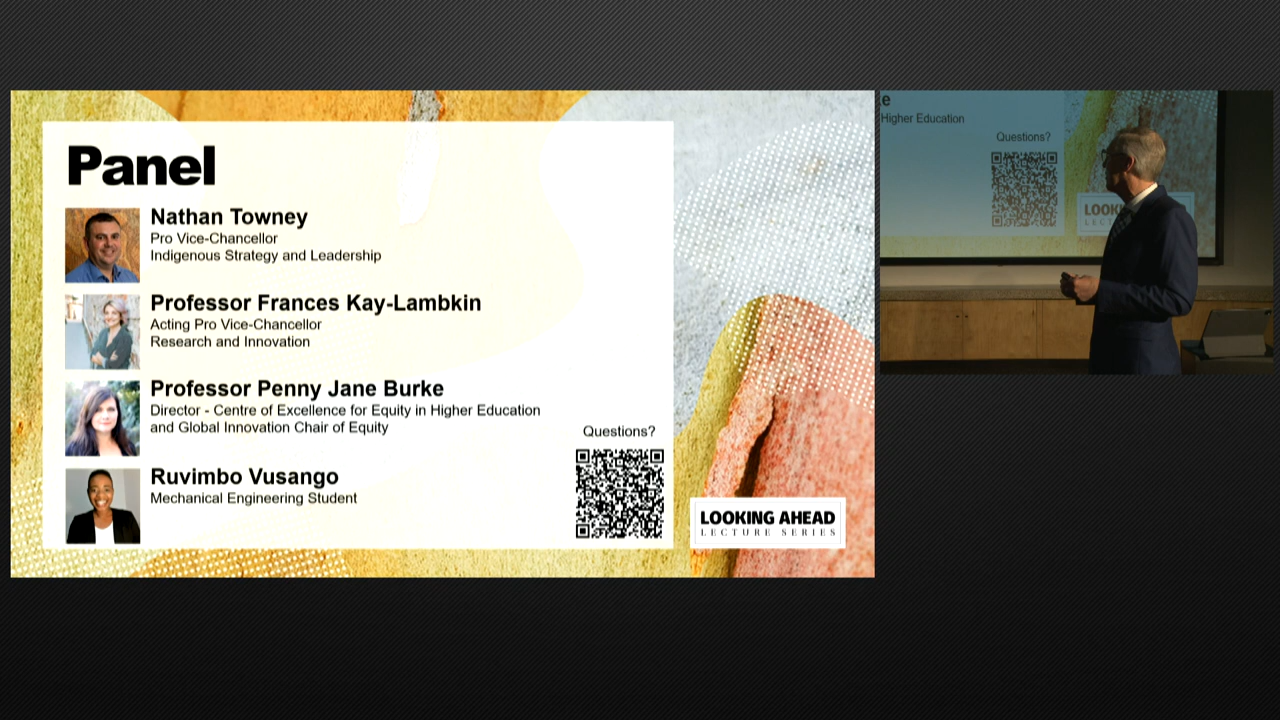 Panel
Nathan Towney
Pro Vice-Chancellor
Indigenous Strategy and Leadership
Professor Frances Kay-Lambkin
Acting Pro Vice-Chancellor
Research and Innovation
Professor Penny Jane Burke
Director - Centre of Excellence for Equity in Higher Education
and Global Innovation Chair of Equity
Ruvimbo Vusango
Mechanical Engineering Student
Questions?
LOOKING AHEAD
LECTURE SERIES
e
Higher Education
Questions?
LOOK
LECT